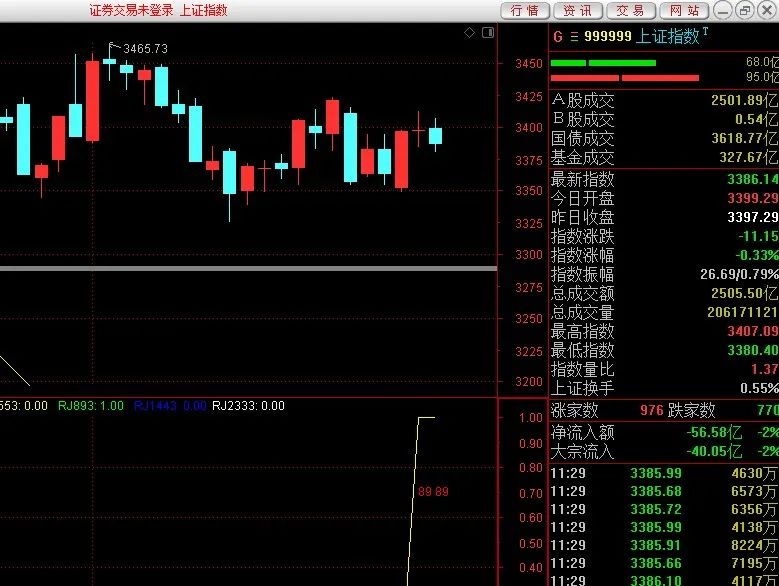 证券交易未登录 上证指数 行情 资讯 交易 网站
3465.73
3450
3425
3400
3375
3350
3325
3300
3275
3250
3225
3200
553: 0.00 RJ893: 1.00 RJ1443 0.00 RJ2333: 0.00
1.00
0.90
0.80
0.70
0.60
0.50
0.40
89 89
G 999999 上证指数 T
68.0亿
95.0亿
A股成交 2501.89亿
B股成交 0.54亿
国债成交 3618.77亿
基金成交 327.67亿
最新指数 3386.14
今日开盘 3399.29
昨日收盘 3397.29
指数涨跌 -11.15
指数涨幅 -0.33%
指数振幅 26.69/0.79%
总成交额 2505.50亿
总成交量 206171121
最高指数 3407.09
最低指数 3380.40
指数量比 1.37
上证换手 0.55%
涨家数 976 跌家数 770
净流入额 -56.58亿 -2%
大宗流入 -40.05亿 -2%
11:29 3385.99 4630万
11:29 3385.68 6573万
11:29 3385.72 6356万
11:29 3385.99 4138万
11:29 3385.91 8224万
11:29 3385.66 7195万
11:29 3386.10 4117万